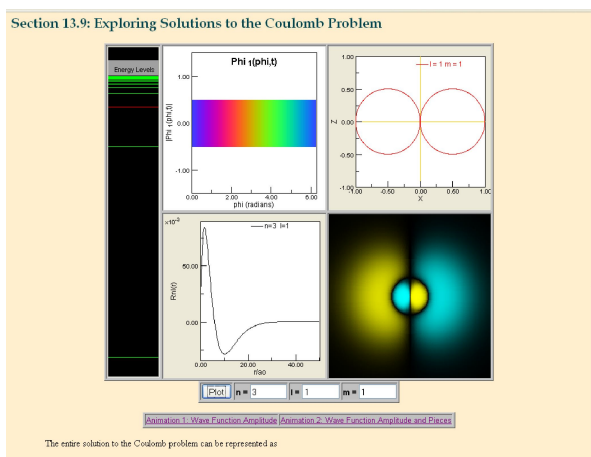 Section 13.9: Exploring Solutions to the Coulomb Problem
Energy Levels
Phi 1(phi,t)
|Phi 1(phi,t)|
1.00
0.00
-1.00
0.00 2.00 4.00 6.00
phi (radians)
l = 1 m = 1
Z
1.00
0.50
0.00
-0.50
-1.00
-1.00 -0.50 0.00 0.50 1.00
X
×10⁻³
n=3 l=1
Rnl(t)
50.00
0.00
0.00 20.00 40.00
r/ao
Plot n = 3 l = 1 m = 1
Animation 1: Wave Function Amplitude Animation 2: Wave Function Amplitude and Pieces
The entire solution to the Coulomb problem can be represented as